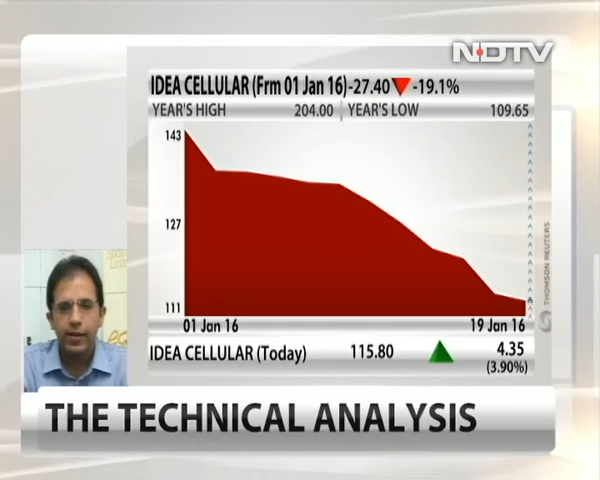 NDTV
IDEA CELLULAR (Frm 01 Jan 16) -27.40 -19.1%
YEAR'S HIGH 204.00 YEAR'S LOW 109.65
143
127
111
01 Jan 16 19 Jan 16
THOMSON REUTERS
IDEA CELLULAR (Today) 115.80 4.35
(3.90%)
THE TECHNICAL ANALYSIS